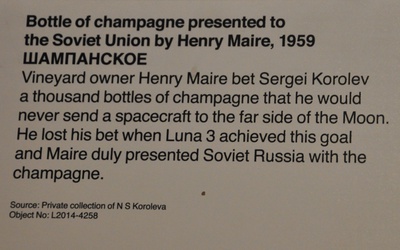 Bottle of champagne presented to
the Soviet Union by Henry Maire, 1959
ШАМПАНСКОЕ
Vineyard owner Henry Maire bet Sergei Korolev
a thousand bottles of champagne that he would
never send a spacecraft to the far side of the Moon.
He lost his bet when Luna 3 achieved this goal
and Maire duly presented Soviet Russia with the
champagne.
Source: Private collection of N S Koroleva
Object No: L2014-4258